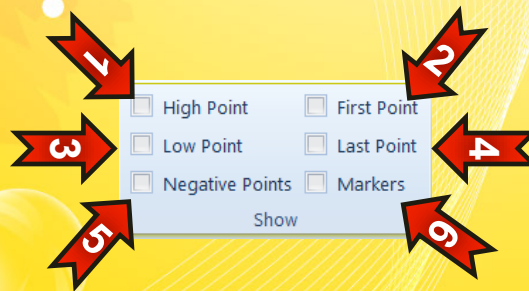 1 2
High Point First Point
3 Low Point Last Point 4
Negative Points Markers
5 Show 6